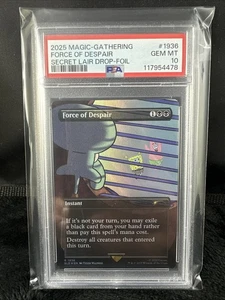 2025 MAGIC-GATHERING #1936
FORCE OF DESPAIR GEM MT
SECRET LAIR DROP-FOIL 10
PSA 117954478
Force of Despair 1
Instant
If it's not your turn, you may exile
a black card from your hand rather
than pay this spell's mana cost.
Destroy all creatures that entered
this turn.